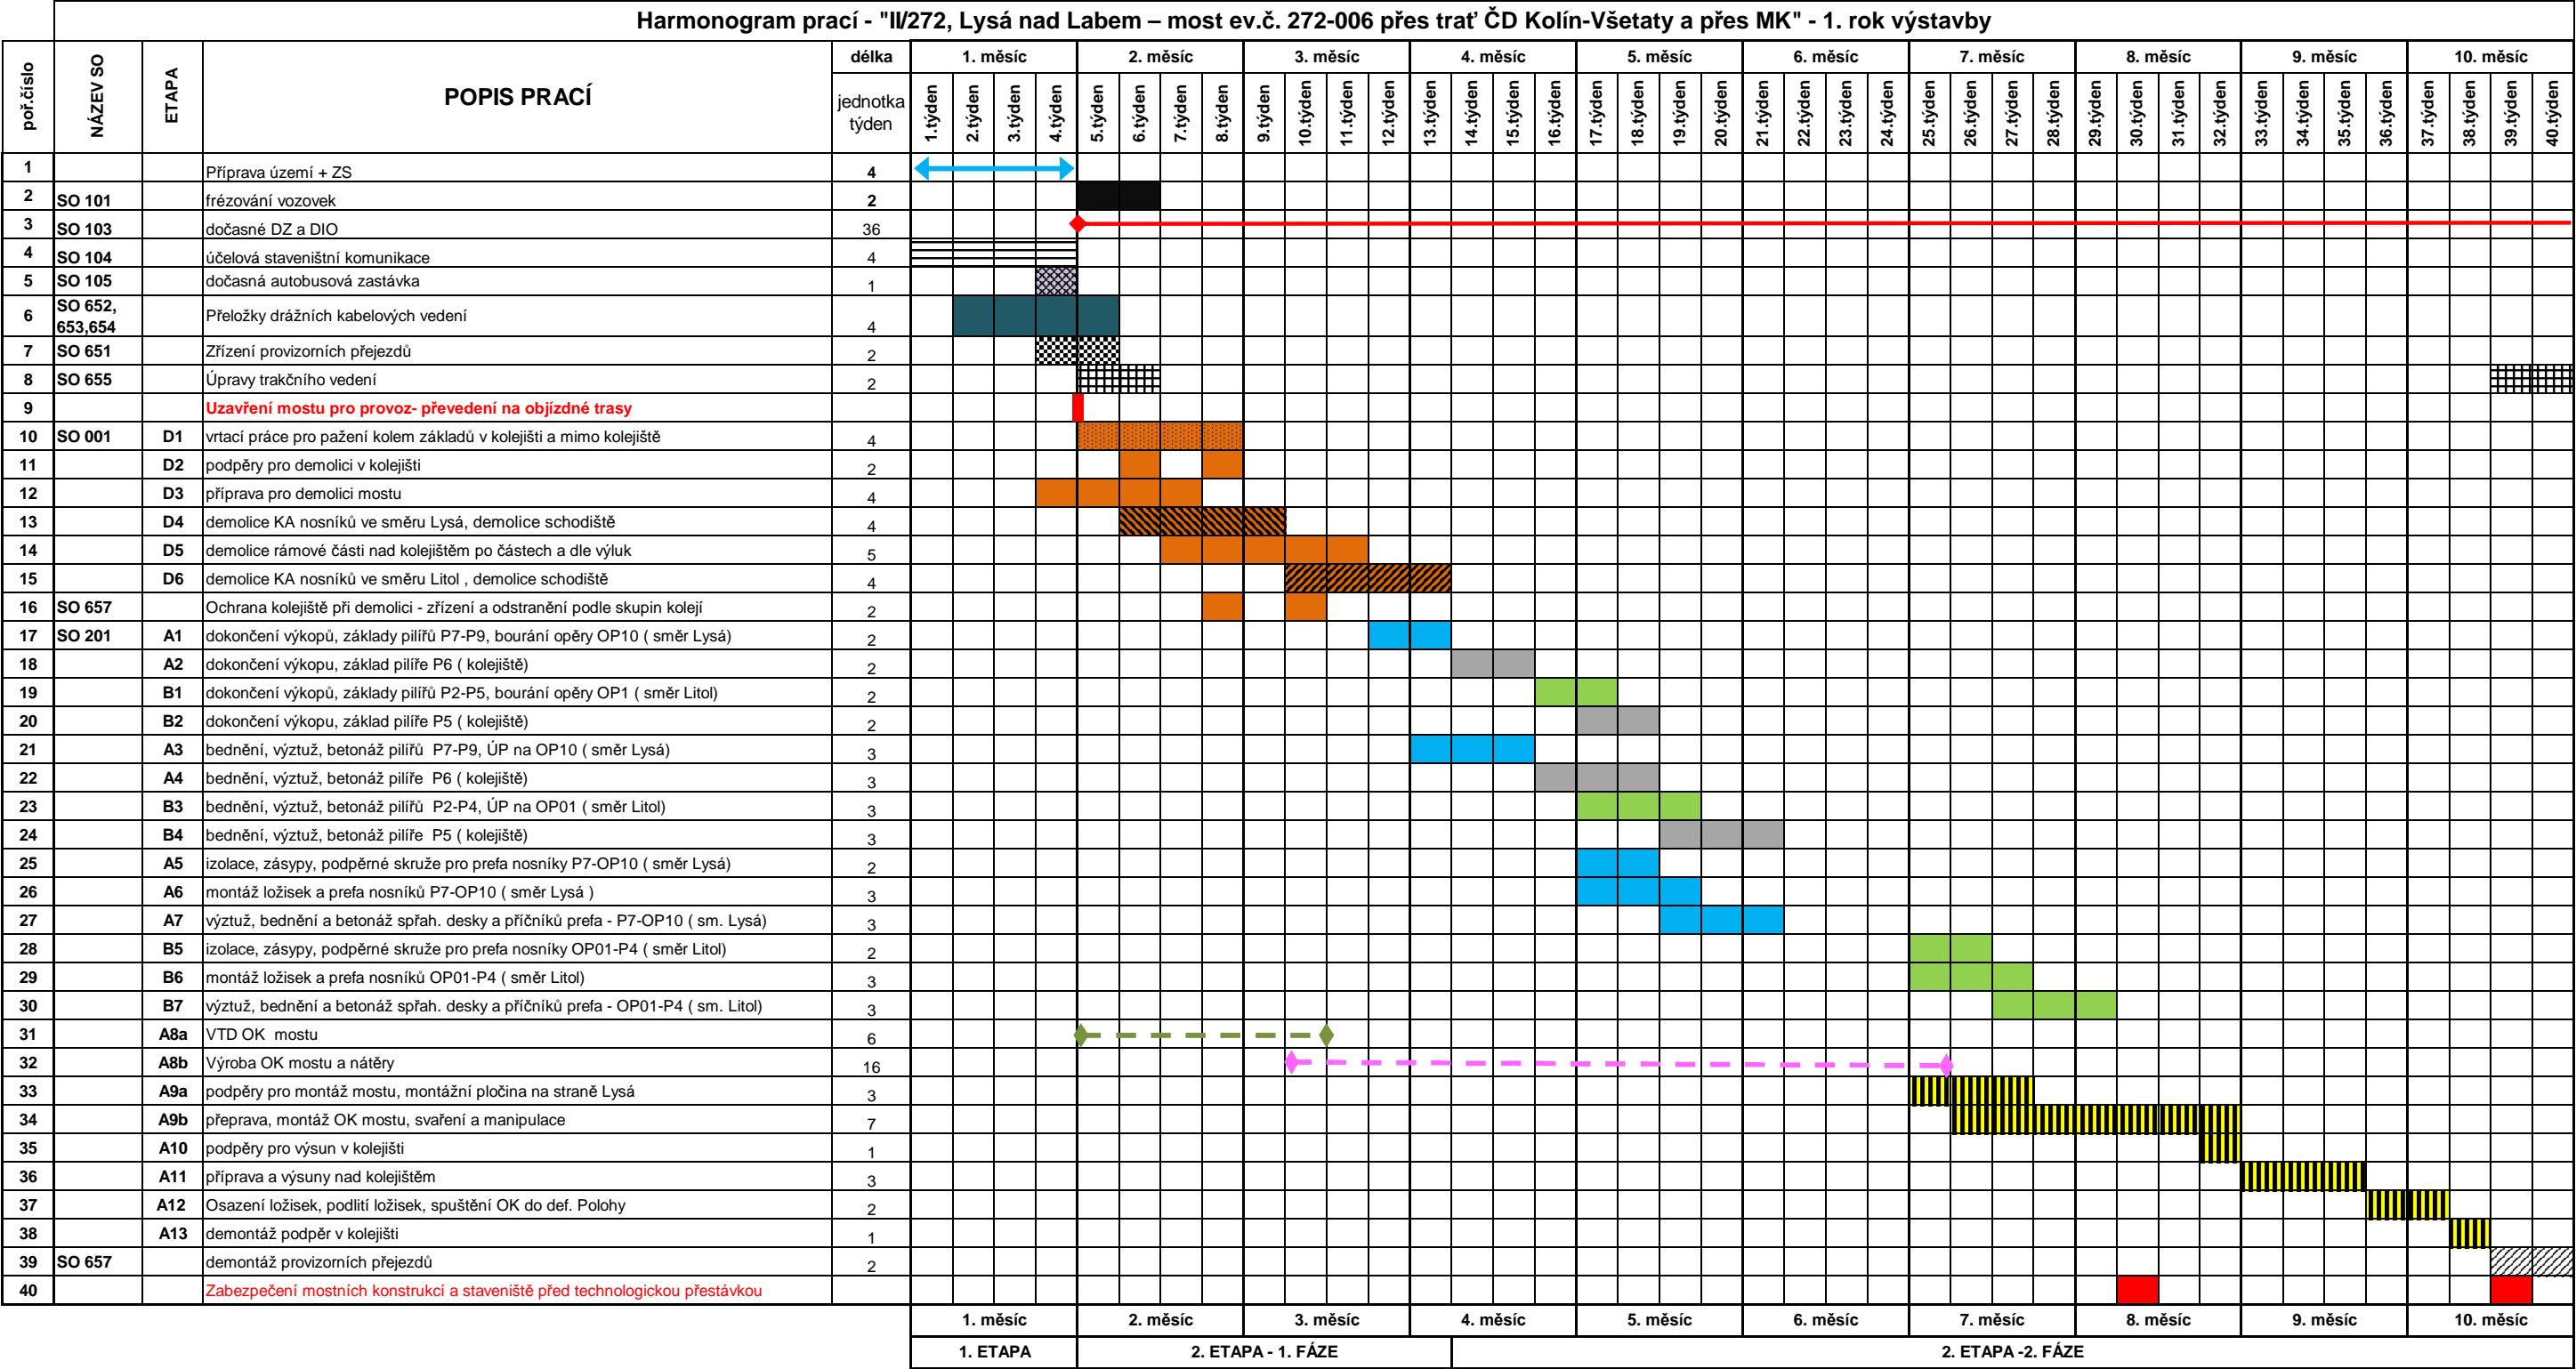 Harmonogram prací - "II/272, Lysá nad Labem – most ev.č. 272-006 přes trať ČD Kolín-Všetaty a přes MK" - 1. rok výstavby
poř.číslo NÁZEV SO ETAPA POPIS PRACÍ délka 1. měsíc 2. měsíc 3. měsíc 4. měsíc 5. měsíc 6. měsíc 7. měsíc 8. měsíc 9. měsíc 10. měsíc
jednotka týden 1.týden 2.týden 3.týden 4.týden 5.týden 6.týden 7.týden 8.týden 9.týden 10.týden 11.týden 12.týden 13.týden 14.týden 15.týden 16.týden 17.týden 18.týden 19.týden 20.týden 21.týden 22.týden 23.týden 24.týden 25.týden 26.týden 27.týden 28.týden 29.týden 30.týden 31.týden 32.týden 33.týden 34.týden 35.týden 36.týden 37.týden 38.týden 39.týden 40.týden
1 Příprava území + ZS 4
2 SO 101 frézování vozovek 2
3 SO 103 dočasné DZ a DIO 36
4 SO 104 účelová staveništní komunikace 4
5 SO 105 dočasná autobusová zastávka 1
6 SO 652, 653,654 Přeložky drážních kabelových vedení 4
7 SO 651 Zřízení provizorních přejezdů 2
8 SO 655 Úpravy trakčního vedení 2
9 Uzavření mostu pro provoz- převedení na objízdné trasy
10 SO 001 D1 vrtací práce pro pažení kolem základů v kolejišti a mimo kolejiště 4
11 D2 podpěry pro demolici v kolejišti 2
12 D3 příprava pro demolici mostu 4
13 D4 demolice KA nosníků ve směru Lysá, demolice schodiště 4
14 D5 demolice rámové části nad kolejištěm po částech a dle výluk 5
15 D6 demolice KA nosníků ve směru Litol , demolice schodiště 4
16 SO 657 Ochrana kolejiště při demolici - zřízení a odstranění podle skupin kolejí 2
17 SO 201 A1 dokončení výkopů, základy pilířů P7-P9, bourání opěry OP10 ( směr Lysá) 2
18 A2 dokončení výkopu, základ pilíře P6 ( kolejiště) 2
19 B1 dokončení výkopů, základy pilířů P2-P5, bourání opěry OP1 ( směr Litol) 2
20 B2 dokončení výkopu, základ pilíře P5 ( kolejiště) 2
21 A3 bednění, výztuž, betonáž pilířů P7-P9, ÚP na OP10 ( směr Lysá) 3
22 A4 bednění, výztuž, betonáž pilíře P6 ( kolejiště) 3
23 B3 bednění, výztuž, betonáž pilířů P2-P4, ÚP na OP01 ( směr Litol) 3
24 B4 bednění, výztuž, betonáž pilíře P5 ( kolejiště) 3
25 A5 izolace, zásypy, podpěrné skruže pro prefa nosníky P7-OP10 ( směr Lysá) 2
26 A6 montáž ložisek a prefa nosníků P7-OP10 ( směr Lysá ) 3
27 A7 výztuž, bednění a betonáž spřah. desky a příčníků prefa - P7-OP10 ( sm. Lysá) 3
28 B5 izolace, zásypy, podpěrné skruže pro prefa nosníky OP01-P4 ( směr Litol) 2
29 B6 montáž ložisek a prefa nosníků OP01-P4 ( směr Litol) 3
30 B7 výztuž, bednění a betonáž spřah. desky a příčníků prefa - OP01-P4 ( sm. Litol) 3
31 A8a VTD OK mostu 6
32 A8b Výroba OK mostu a nátěry 16
33 A9a podpěry pro montáž mostu, montážní pločina na straně Lysá 3
34 A9b přeprava, montáž OK mostu, svaření a manipulace 7
35 A10 podpěry pro výsun v kolejišti 1
36 A11 příprava a výsuny nad kolejištěm 3
37 A12 Osazení ložisek, podlití ložisek, spuštění OK do def. Polohy 2
38 A13 demontáž podpěr v kolejišti 1
39 SO 657 demontáž provizorních přejezdů 2
40 Zabezpečení mostních konstrukcí a staveniště před technologickou přestávkou
1. měsíc 2. měsíc 3. měsíc 4. měsíc 5. měsíc 6. měsíc 7. měsíc 8. měsíc 9. měsíc 10. měsíc
1. ETAPA 2. ETAPA - 1. FÁZE 2. ETAPA -2. FÁZE